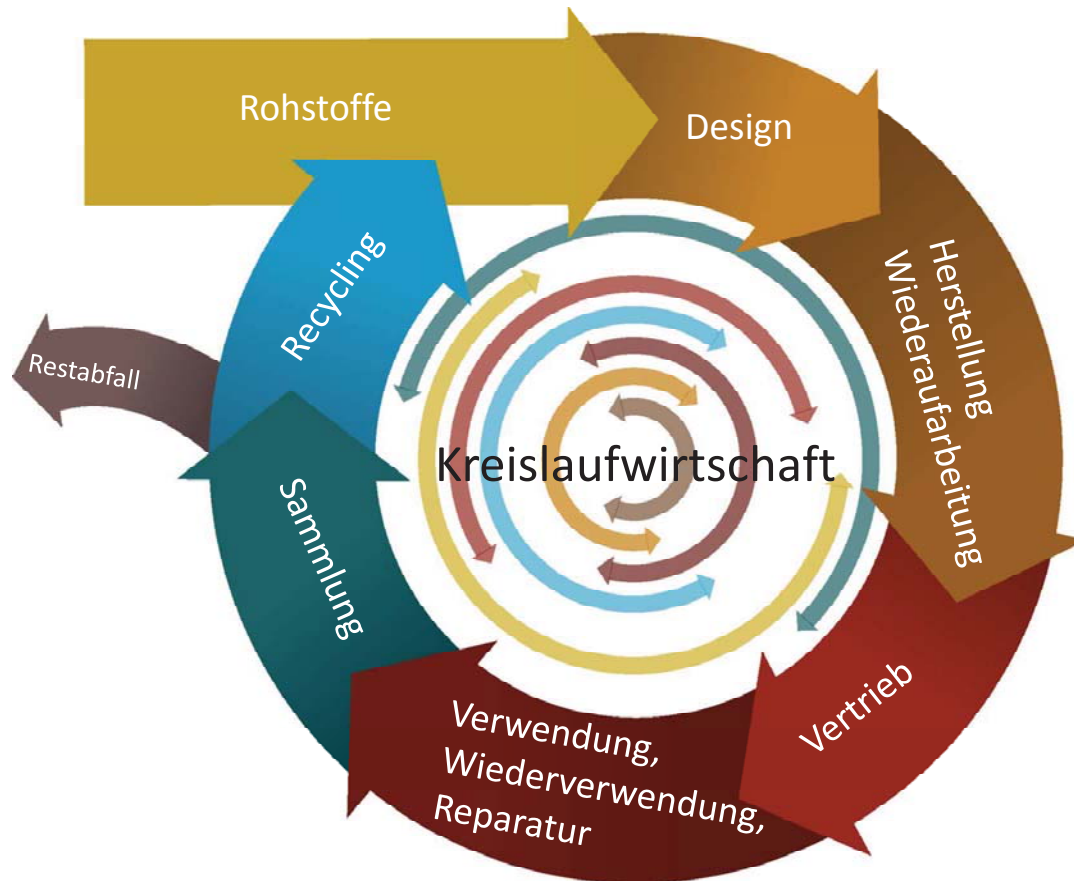 Rohstoffe
Design
Herstellung
Wiederaufarbeitung
Vertrieb
Verwendung,
Wiederverwendung,
Reparatur
Sammlung
Recycling
Restabfall
Kreislaufwirtschaft